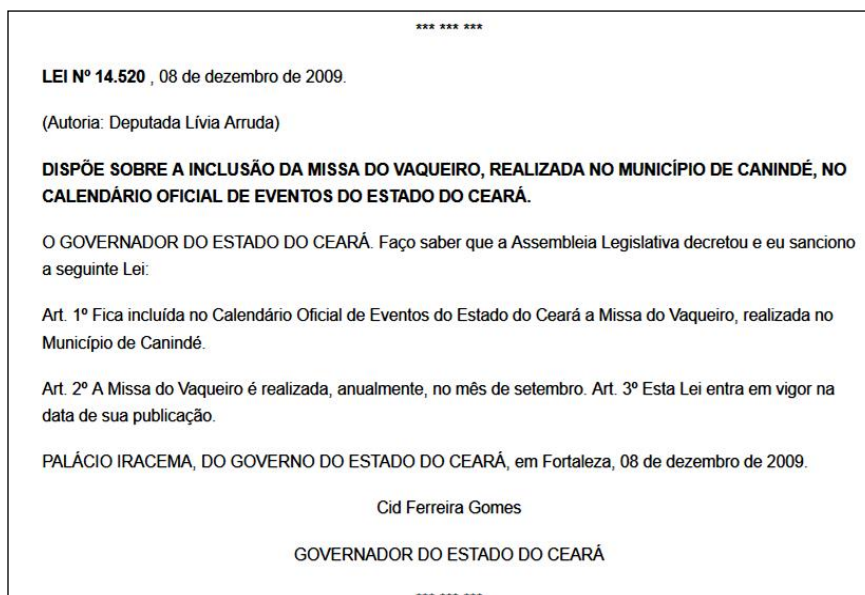 *** *** ***
LEI Nº 14.520 , 08 de dezembro de 2009.
(Autoria: Deputada Lívia Arruda)
DISPÕE SOBRE A INCLUSÃO DA MISSA DO VAQUEIRO, REALIZADA NO MUNICÍPIO DE CANINDÉ, NO
CALENDÁRIO OFICIAL DE EVENTOS DO ESTADO DO CEARÁ.
O GOVERNADOR DO ESTADO DO CEARÁ. Faço saber que a Assembleia Legislativa decretou e eu sanciono
a seguinte Lei:
Art. 1º Fica incluída no Calendário Oficial de Eventos do Estado do Ceará a Missa do Vaqueiro, realizada no
Município de Canindé.
Art. 2º A Missa do Vaqueiro é realizada, anualmente, no mês de setembro. Art. 3º Esta Lei entra em vigor na
data de sua publicação.
PALÁCIO IRACEMA, DO GOVERNO DO ESTADO DO CEARÁ, em Fortaleza, 08 de dezembro de 2009.
Cid Ferreira Gomes
GOVERNADOR DO ESTADO DO CEARÁ
*** *** ***